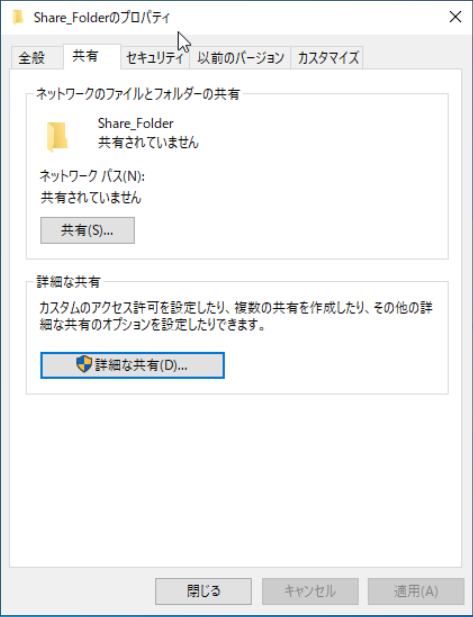 Share_Folderのプロパティ
全般
共有
セキュリティ
以前のバージョン
カスタマイズ
ネットワークのファイルとフォルダーの共有
Share_Folder
共有されていません
ネットワーク パス(N):
共有されていません
共有(S)...
詳細な共有
カスタムのアクセス許可を設定したり、複数の共有を作成したり、その他の詳
細な共有のオプションを設定したりできます。
詳細な共有(D)...
閉じる
キャンセル
適用(A)